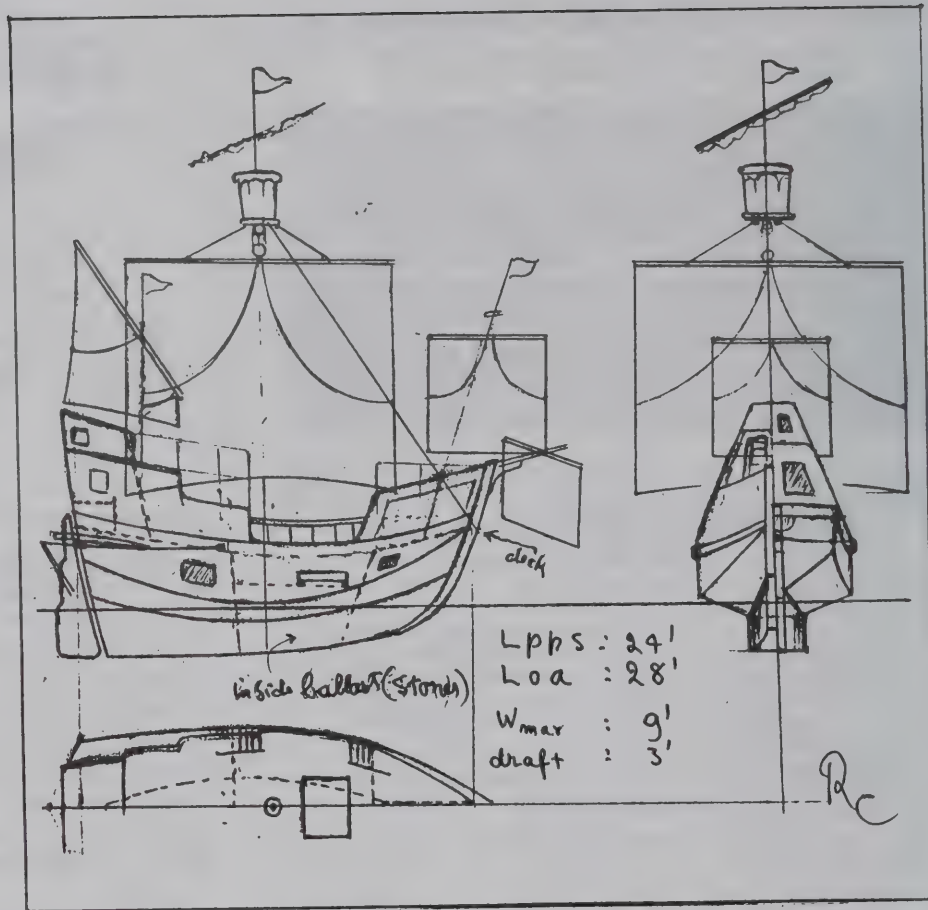 deck
inside ballast (stones)
Lpps : 24'
Loa : 28'
Wmax : 9'
draft : 3'
RC